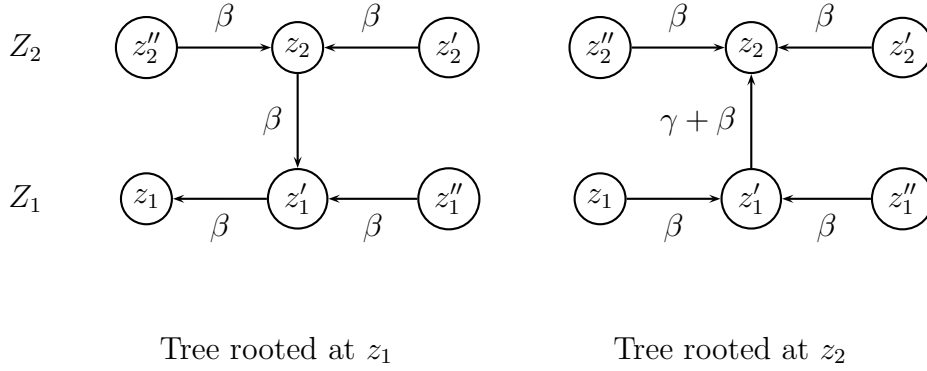 β β β β
Z₂ z₂″ z₂ z₂′ z₂″ z₂ z₂′
β γ + β
Z₁ z₁ z₁′ z₁″ z₁ z₁′ z₁″
β β β β
Tree rooted at z₁ Tree rooted at z₂